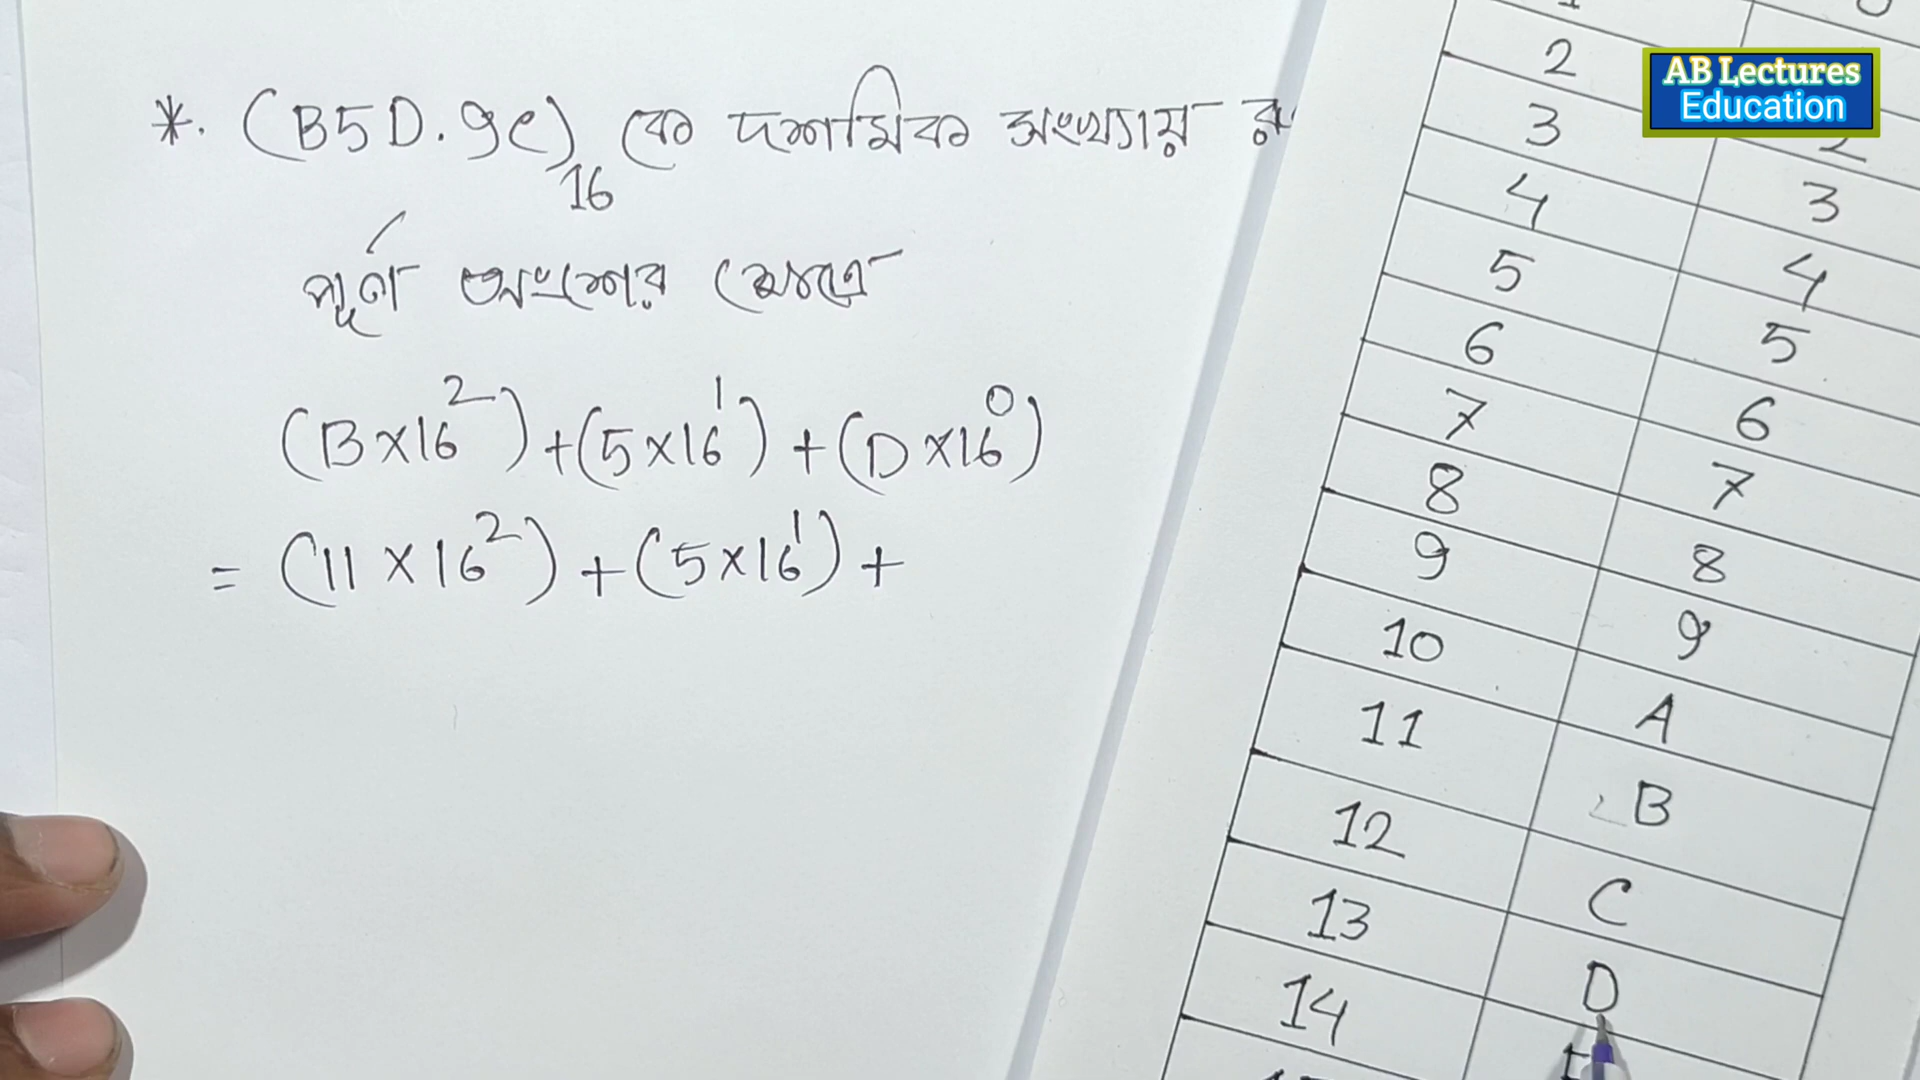 *. (B5D.9C)16 কে দশমিক সংখ্যায়
পূর্ণ অংশের ক্ষেত্রে
(B×16²)+(5×16¹)+(D×16⁰)
= (11×16²)+(5×16¹)+
AB Lectures
Education
2
3 2
4 3
5 4
6 5
7 6
8 7
9 8
10 9
11 A
12 B
13 C
14 D